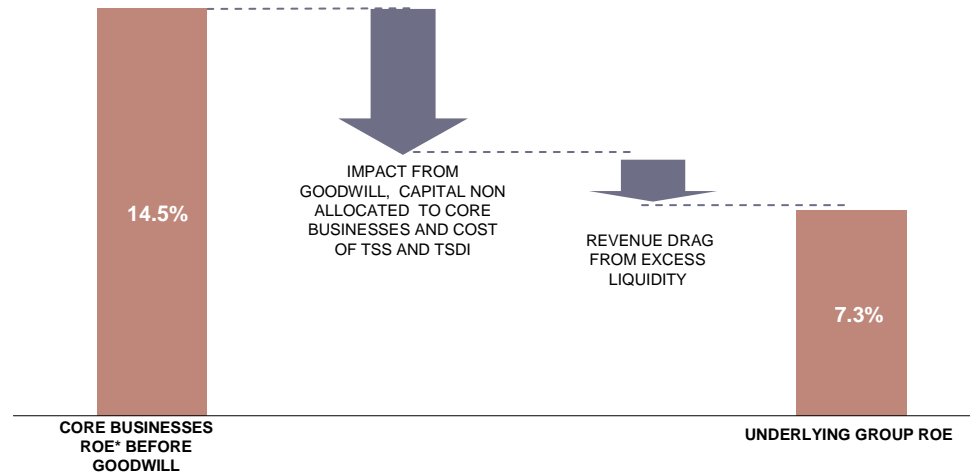 14.5%
IMPACT FROM
GOODWILL, CAPITAL NON
ALLOCATED TO CORE
BUSINESSES AND COST
OF TSS AND TSDI
REVENUE DRAG
FROM EXCESS
LIQUIDITY
7.3%
CORE BUSINESSES
ROE* BEFORE
GOODWILL
UNDERLYING GROUP ROE